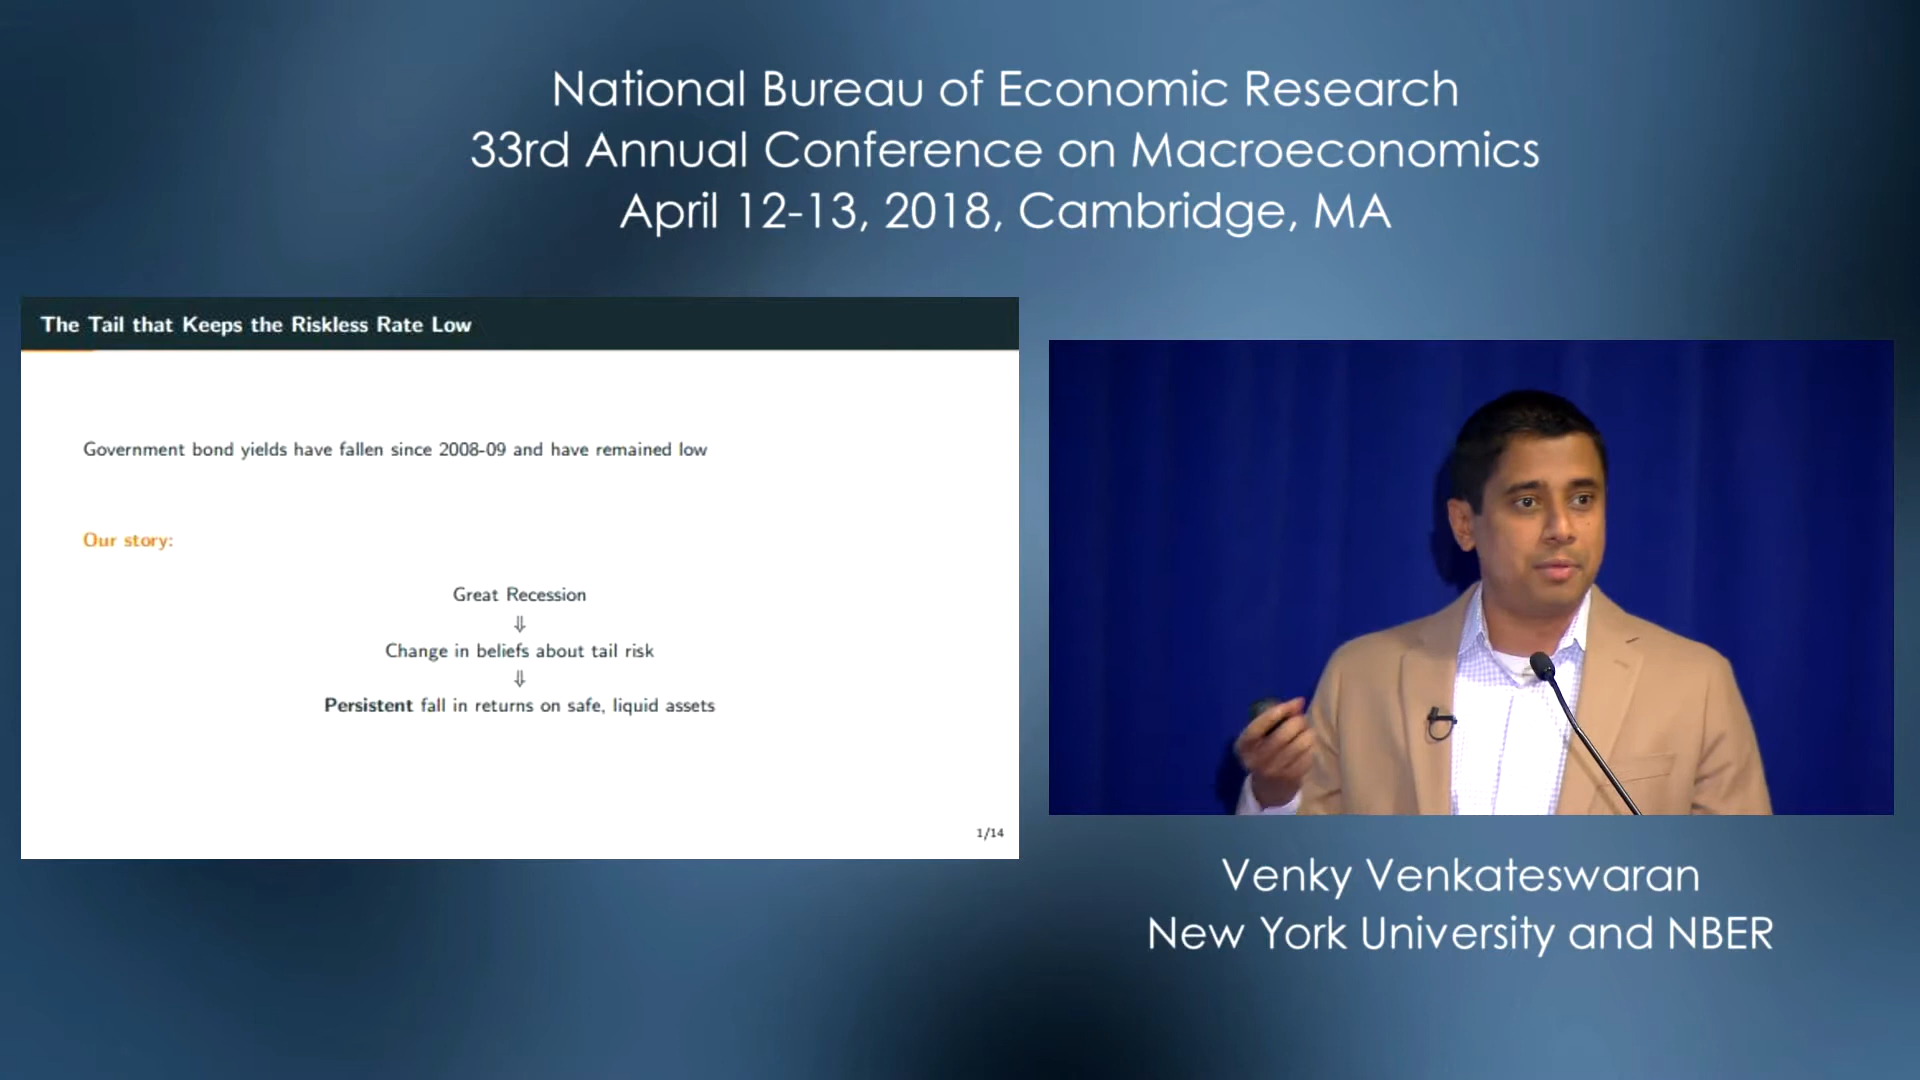 National Bureau of Economic Research
33rd Annual Conference on Macroeconomics
April 12-13, 2018, Cambridge, MA
The Tail that Keeps the Riskless Rate Low
Government bond yields have fallen since 2008-09 and have remained low
Our story:
Great Recession
⇓
Change in beliefs about tail risk
⇓
Persistent fall in returns on safe, liquid assets
1/14
Venky Venkateswaran
New York University and NBER